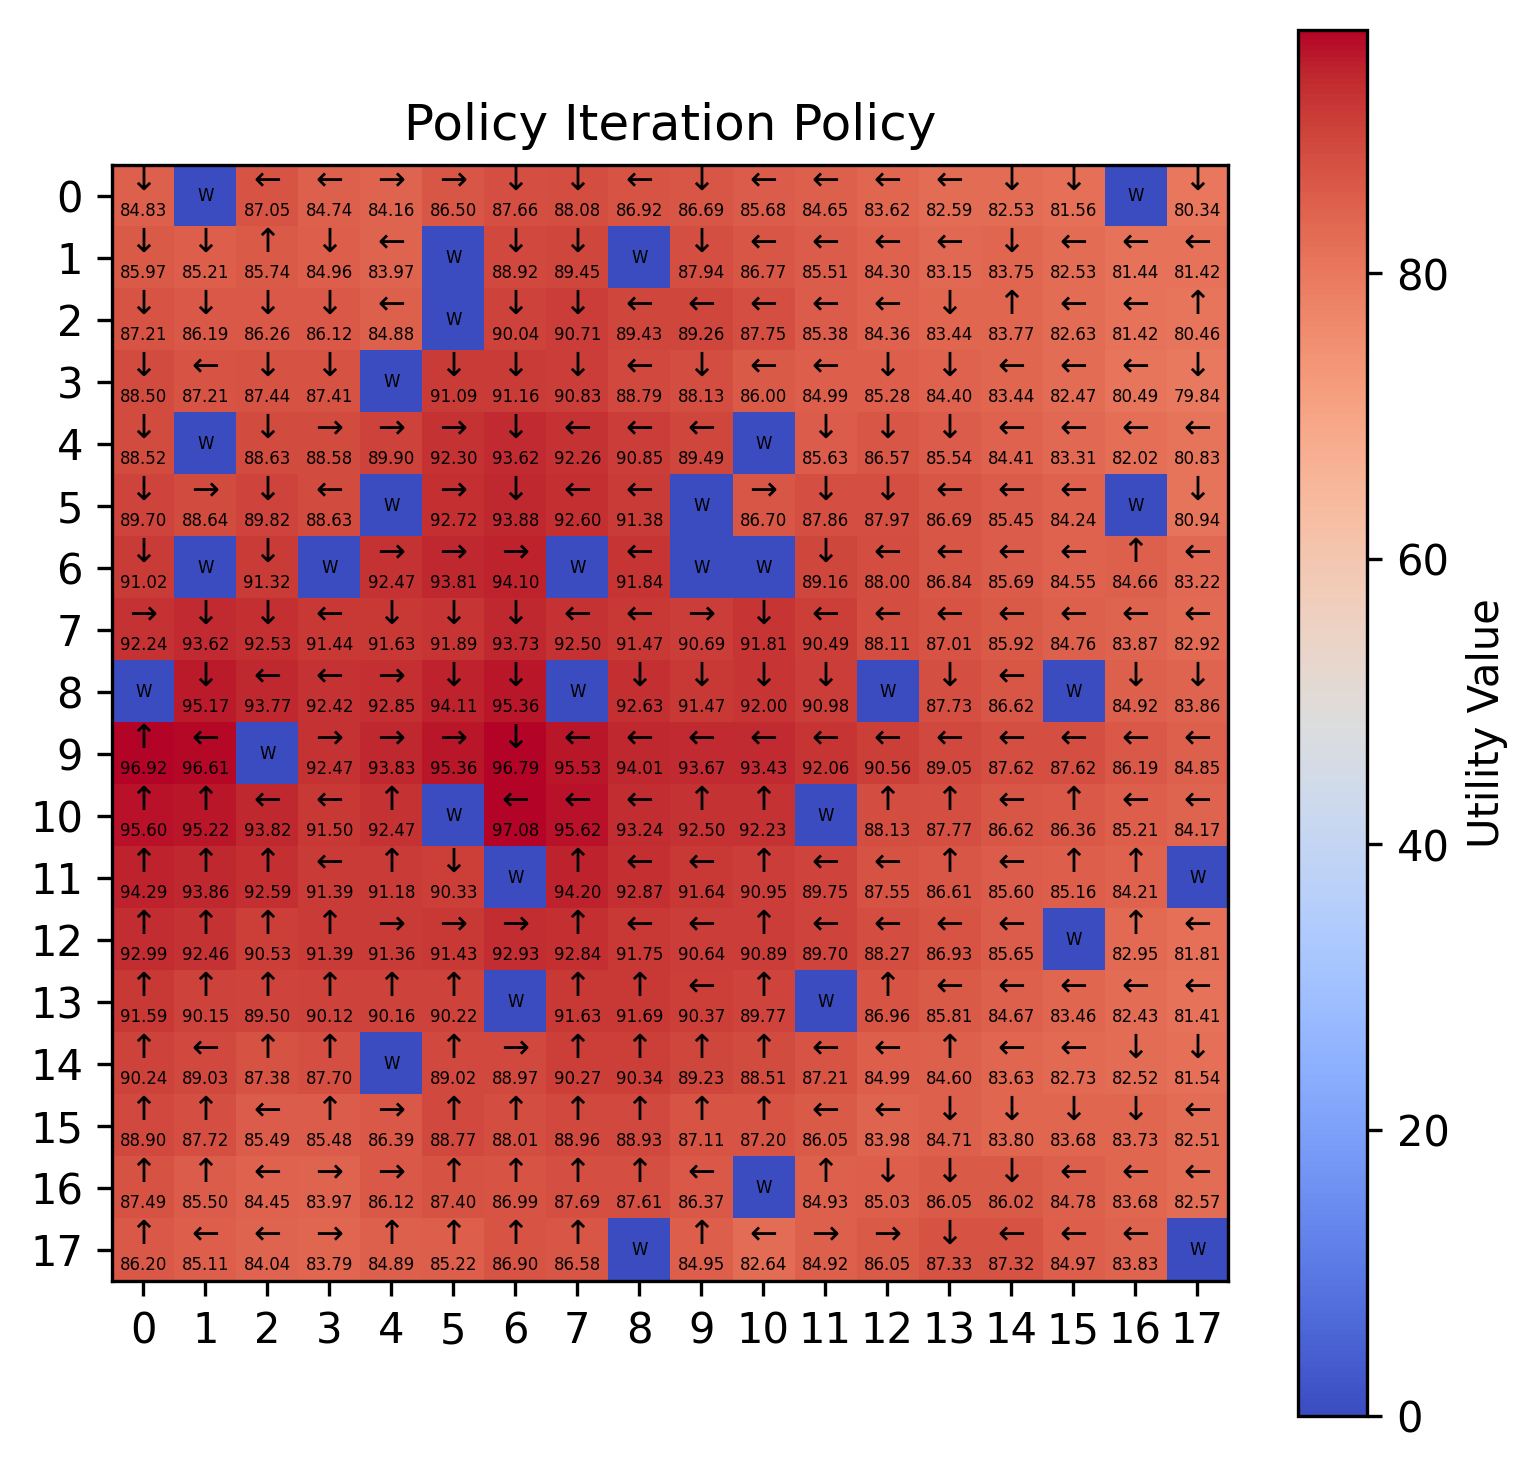 Policy Iteration Policy
0 ↓ W ← ← → → ↓ ↓ ← ↓ ← ← ← ← ↓ ↓ W ↓
84.83 87.05 84.74 84.16 86.50 87.66 88.08 86.92 86.69 85.68 84.65 83.62 82.59 82.53 81.56 80.34
1 ↓ ↓ ↑ ↓ ← W ↓ ↓ W ↓ ← ← ← ← ↓ ← ← ←
85.97 85.21 85.74 84.96 83.97 88.92 89.45 87.94 86.77 85.51 84.30 83.15 83.75 82.53 81.44 81.42
2 ↓ ↓ ↓ ↓ ← W ↓ ↓ ← ← ← ← ← ↓ ↑ ← ← ↑
87.21 86.19 86.26 86.12 84.88 90.04 90.71 89.43 89.26 87.75 85.38 84.36 83.44 83.77 82.63 81.42 80.46
3 ↓ ← ↓ ↓ W ↓ ↓ ↓ ← ↓ ← ← ↓ ↓ ← ← ← ↓
88.50 87.21 87.44 87.41 91.09 91.16 90.83 88.79 88.13 86.00 84.99 85.28 84.40 83.44 82.47 80.49 79.84
4 ↓ W ↓ → → → ↓ ← ← ← W ↓ ↓ ↓ ← ← ← ←
88.52 88.63 88.58 89.90 92.30 93.62 92.26 90.85 89.49 85.63 86.57 85.54 84.41 83.31 82.02 80.83
5 ↓ → ↓ ← W → ↓ ← ← W → ↓ ↓ ← ← ← W ↓
89.70 88.64 89.82 88.63 92.72 93.88 92.60 91.38 86.70 87.86 87.97 86.69 85.45 84.24 80.94
6 ↓ W ↓ W → → → W ← W W ↓ ← ← ← ← ↑ ←
91.02 91.32 92.47 93.81 94.10 91.84 89.16 88.00 86.84 85.69 84.55 84.66 83.22
7 → ↓ ↓ ← ↓ ↓ ↓ ← ← → ↓ ← ← ← ← ← ← ←
92.24 93.62 92.53 91.44 91.63 91.89 93.73 92.50 91.47 90.69 91.81 90.49 88.11 87.01 85.92 84.76 83.87 82.92
8 W ↓ ← ← → ↓ ↓ W ↓ ↓ ↓ ↓ W ↓ ← W ↓ ↓
95.17 93.77 92.42 92.85 94.11 95.36 92.63 91.47 92.00 90.98 87.73 86.62 84.92 83.86
9 ↑ ← W → → → ↓ ← ← ← ← ← ← ← ← ← ← ←
96.92 96.61 92.47 93.83 95.36 96.79 95.53 94.01 93.67 93.43 92.06 90.56 89.05 87.62 87.62 86.19 84.85
10 ↑ ↑ ← ← ↑ W ← ← ← ↑ ↑ W ↑ ↑ ← ↑ ← ←
95.60 95.22 93.82 91.50 92.47 97.08 95.62 93.24 92.50 92.23 88.13 87.77 86.62 86.36 85.21 84.17
11 ↑ ↑ ↑ ← ↑ ↓ W ↑ ← ← ↑ ← ← ↑ ← ↑ ↑ W
94.29 93.86 92.59 91.39 91.18 90.33 94.20 92.87 91.64 90.95 89.75 87.55 86.61 85.60 85.16 84.21
12 ↑ ↑ ↑ ↑ → → → ↑ ← ← ↑ ← ← ← ← W ↑ ←
92.99 92.46 90.53 91.39 91.36 91.43 92.93 92.84 91.75 90.64 90.89 89.70 88.27 86.93 85.65 82.95 81.81
13 ↑ ↑ ↑ ↑ ↑ ↑ W ↑ ↑ ← ↑ W ↑ ← ← ← ← ←
91.59 90.15 89.50 90.12 90.16 90.22 91.63 91.69 90.37 89.77 86.96 85.81 84.67 83.46 82.43 81.41
14 ↑ ← ↑ ↑ W ↑ → ↑ ↑ ↑ ↑ ← ← ↑ ← ← ↓ ↓
90.24 89.03 87.38 87.70 89.02 88.97 90.27 90.34 89.23 88.51 87.21 84.99 84.60 83.63 82.73 82.52 81.54
15 ↑ ↑ ← ↑ → ↑ ↑ ↑ ↑ ↑ ↑ ← ← ↓ ↓ ↓ ↓ ←
88.90 87.72 85.49 85.48 86.39 88.77 88.01 88.96 88.93 87.11 87.20 86.05 83.98 84.71 83.80 83.68 83.73 82.51
16 ↑ ↑ ← → → ↑ ↑ ↑ ↑ ← W ↑ ↓ ↓ ↓ ← ← ←
87.49 85.50 84.45 83.97 86.12 87.40 86.99 87.69 87.61 86.37 84.93 85.03 86.05 86.02 84.78 83.68 82.57
17 ↑ ← ← → ↑ ↑ ↑ ↑ W ↑ ← → → ↓ ← ← ← W
86.20 85.11 84.04 83.79 84.89 85.22 86.90 86.58 84.95 82.64 84.92 86.05 87.33 87.32 84.97 83.83
0 1 2 3 4 5 6 7 8 9 10 11 12 13 14 15 16 17
80
60
40
20
0
Utility Value